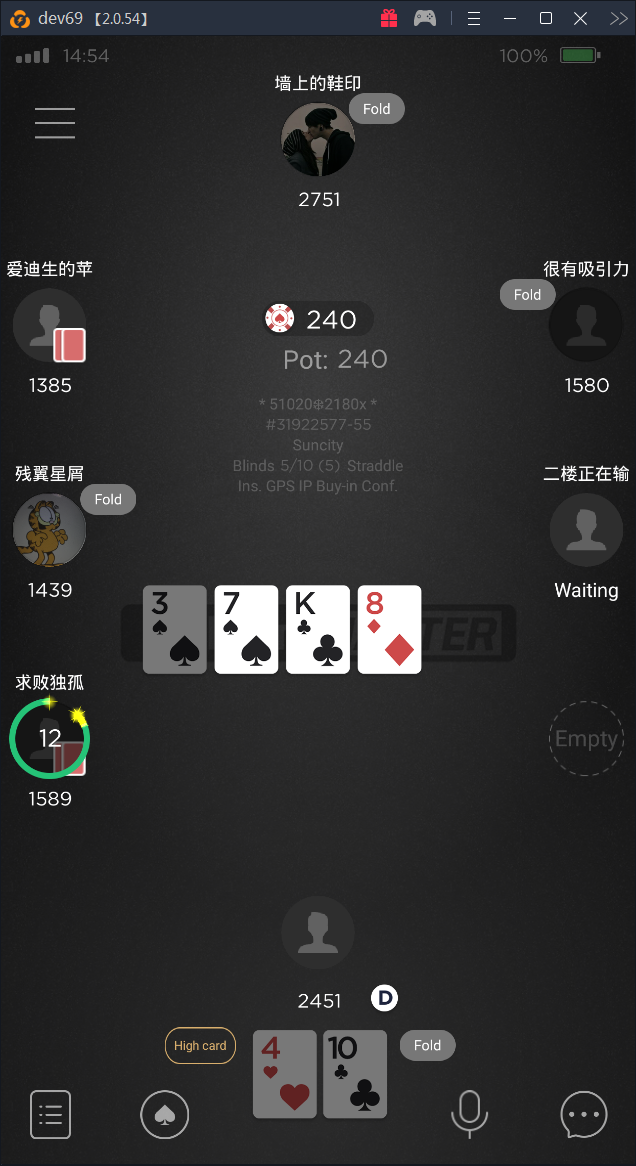 dev69 【2.0.54】
14:54
100%
墙上的鞋印
Fold
2751
爱迪生的苹
1385
很有吸引力
Fold
1580
240
Pot: 240
* 51020❄2180x *
#31922577-55
Suncity
Blinds 5/10 (5) Straddle
Ins. GPS IP Buy-in Conf.
残翼星屑
Fold
1439
二楼正在输
Waiting
3
7
K
8
求败独孤
12
1589
Empty
2451
D
High card
4
10
Fold